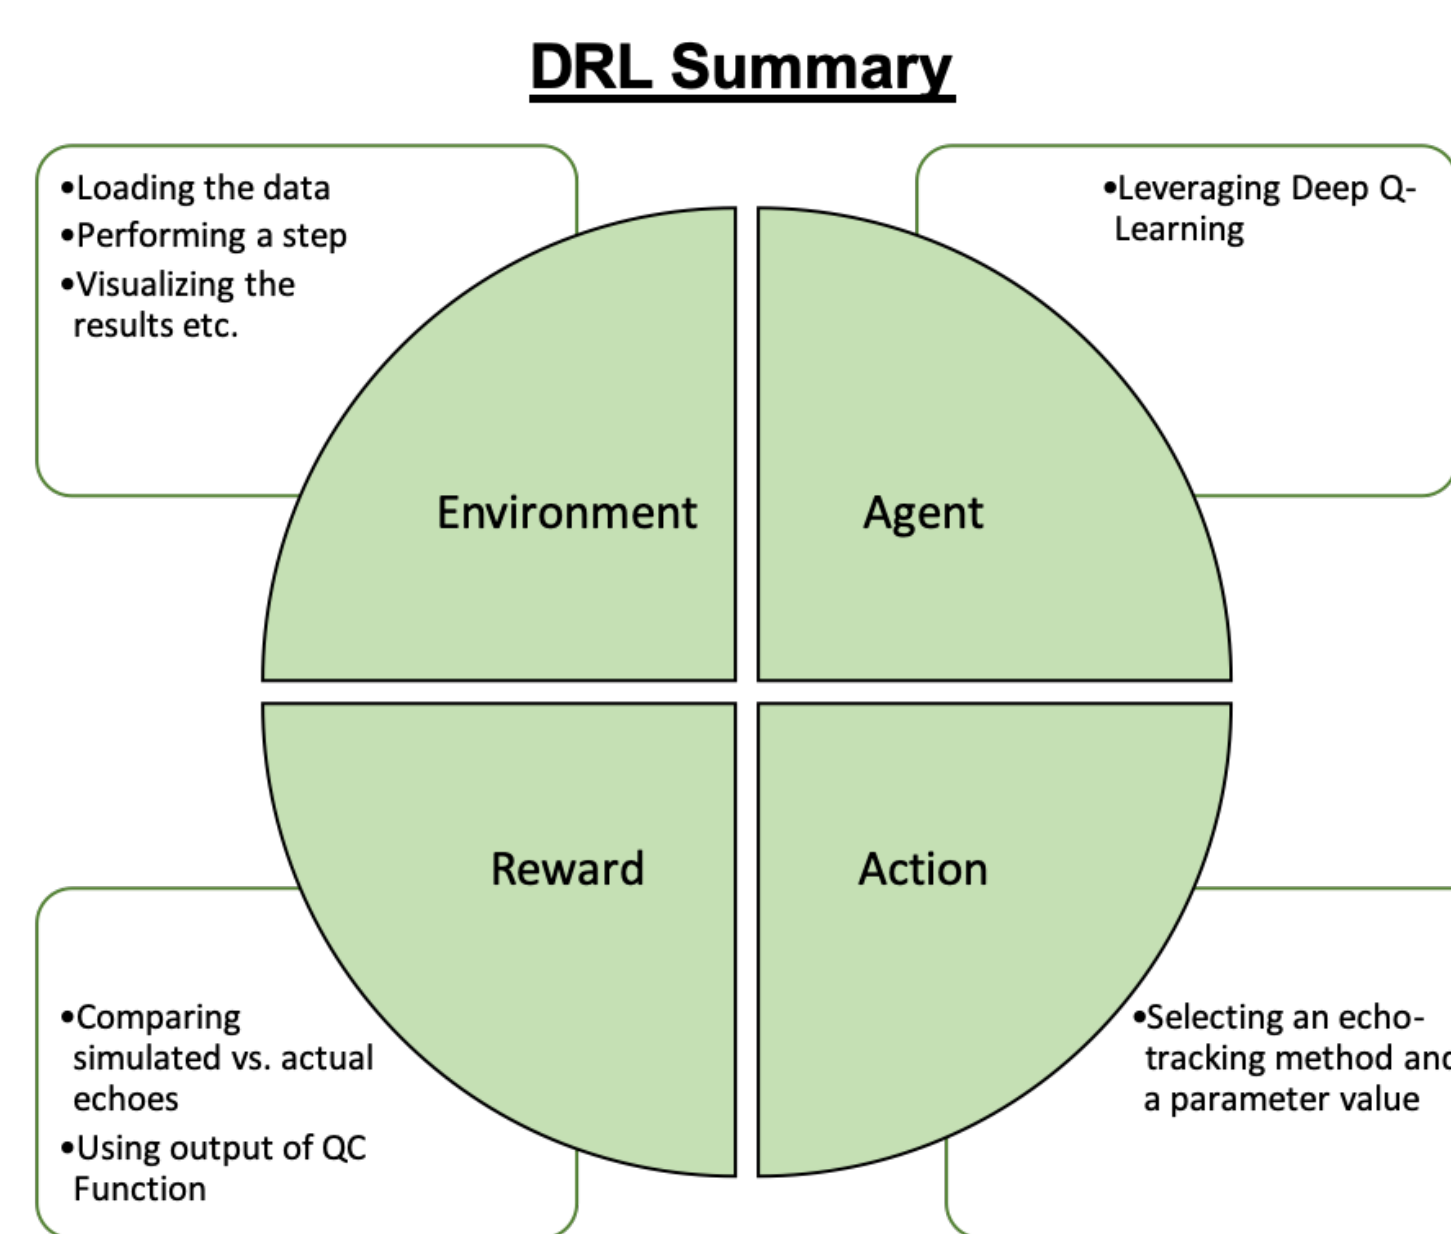 DRL Summary
•Loading the data
•Performing a step
•Visualizing the
results etc.
•Leveraging Deep Q-
Learning
Environment
Agent
Reward
Action
•Comparing
simulated vs. actual
echoes
•Using output of QC
Function
•Selecting an echo-
tracking method and
a parameter value